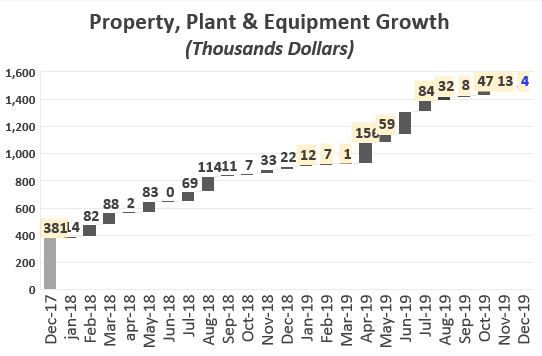 Property, Plant & Equipment Growth
(Thousands Dollars)
1,600
1,400
1,200
1,000
800
600
400
200
0
381
14
82
88
2
83
0
69
114
11
7
33
22
12
7
1
156
59
84
32
8
47
13
4
Dec-17
jan-18
Feb-18
Mar-18
apr-18
May-18
Jun-18
Jul-18
Aug-18
Sep-18
Oct-18
Nov-18
Dec-18
Jan-19
Feb-19
Mar-19
Apr-19
May-19
Jun-19
Jul-19
Aug-19
Sep-19
Oct-19
Nov-19
Dec-19